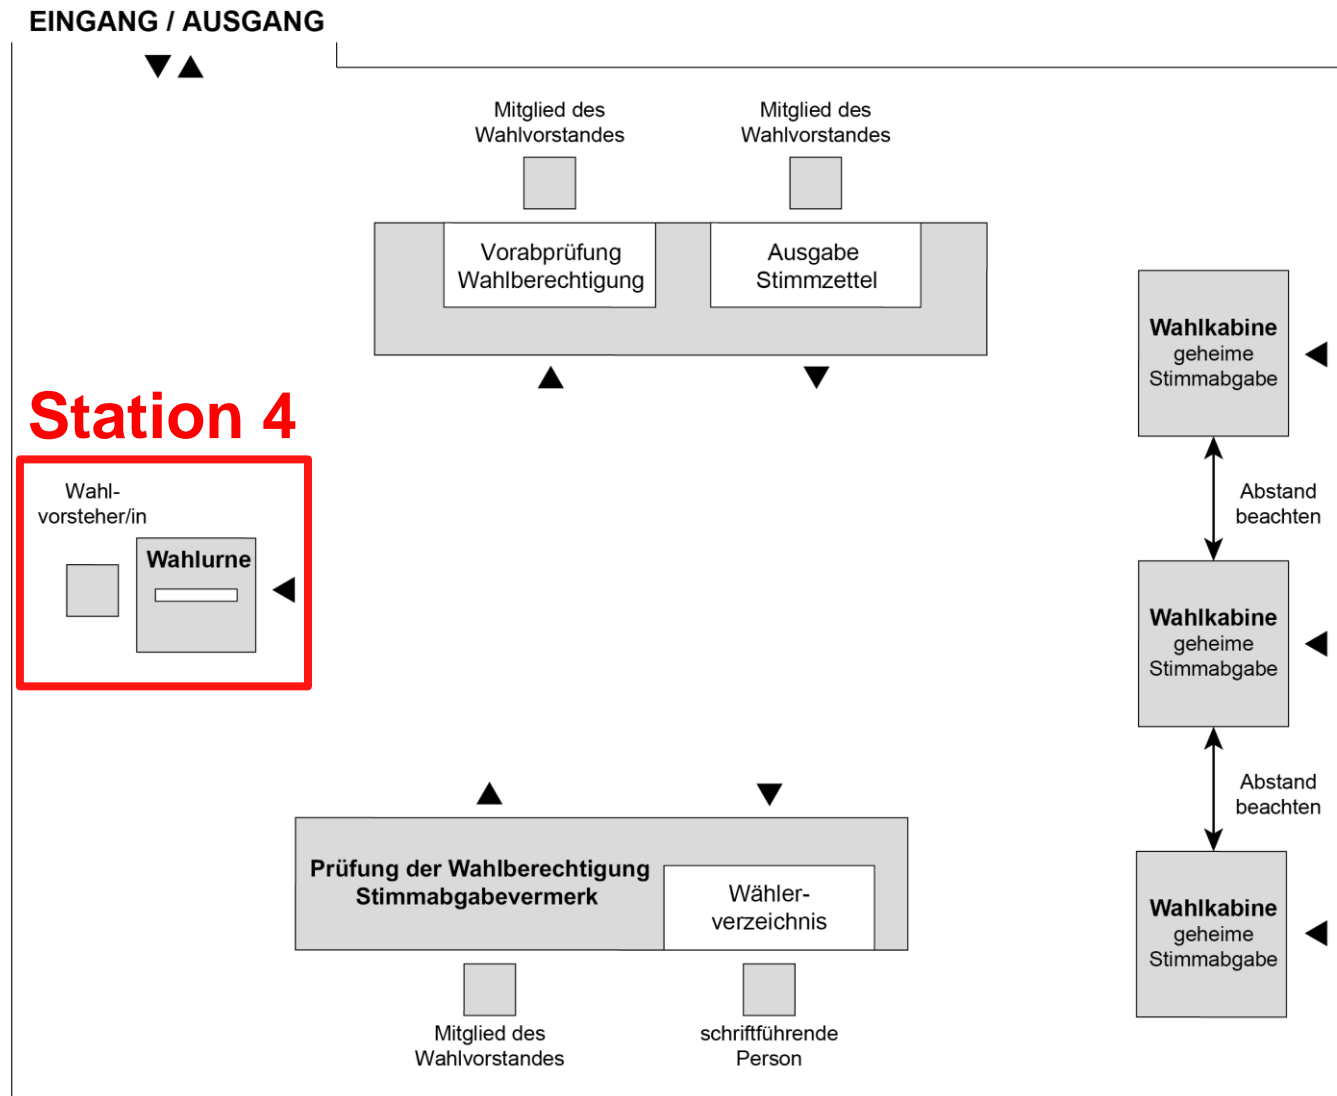 EINGANG / AUSGANG
Mitglied des
Wahlvorstandes
Mitglied des
Wahlvorstandes
Vorabprüfung
Wahlberechtigung
Ausgabe
Stimmzettel
Wahlkabine
geheime
Stimmabgabe
Station 4
Wahl-
vorsteher/in
Wahlurne
Abstand
beachten
Wahlkabine
geheime
Stimmabgabe
Abstand
beachten
Prüfung der Wahlberechtigung
Stimmabgabevermerk
Wähler-
verzeichnis
Wahlkabine
geheime
Stimmabgabe
Mitglied des
Wahlvorstandes
schriftführende
Person